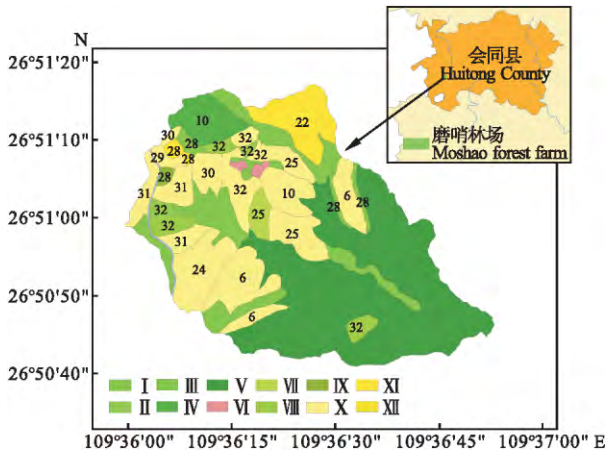 N
会同县
Huitong County
磨哨林场
Moshao forest farm
26°51'20"
26°51'10"
26°51'00"
26°50'50"
26°50'40"
22
10
30
28
32
32
32
32
29
28
28
25
28
31
30
31
32
10
6
28
28
32
32
25
31
25
24
6
6
32
I
III
V
VII
IX
XI
II
IV
VI
VIII
X
XII
109°36'00"
109°36'15"
109°36'30"
109°36'45"
109°37'00" E